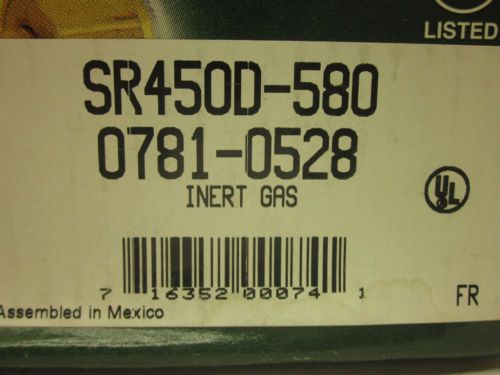 LISTED
SR450D-580
0781-0528
INERT GAS
UL
7 16352 00074 1
FR
Assembled in Mexico